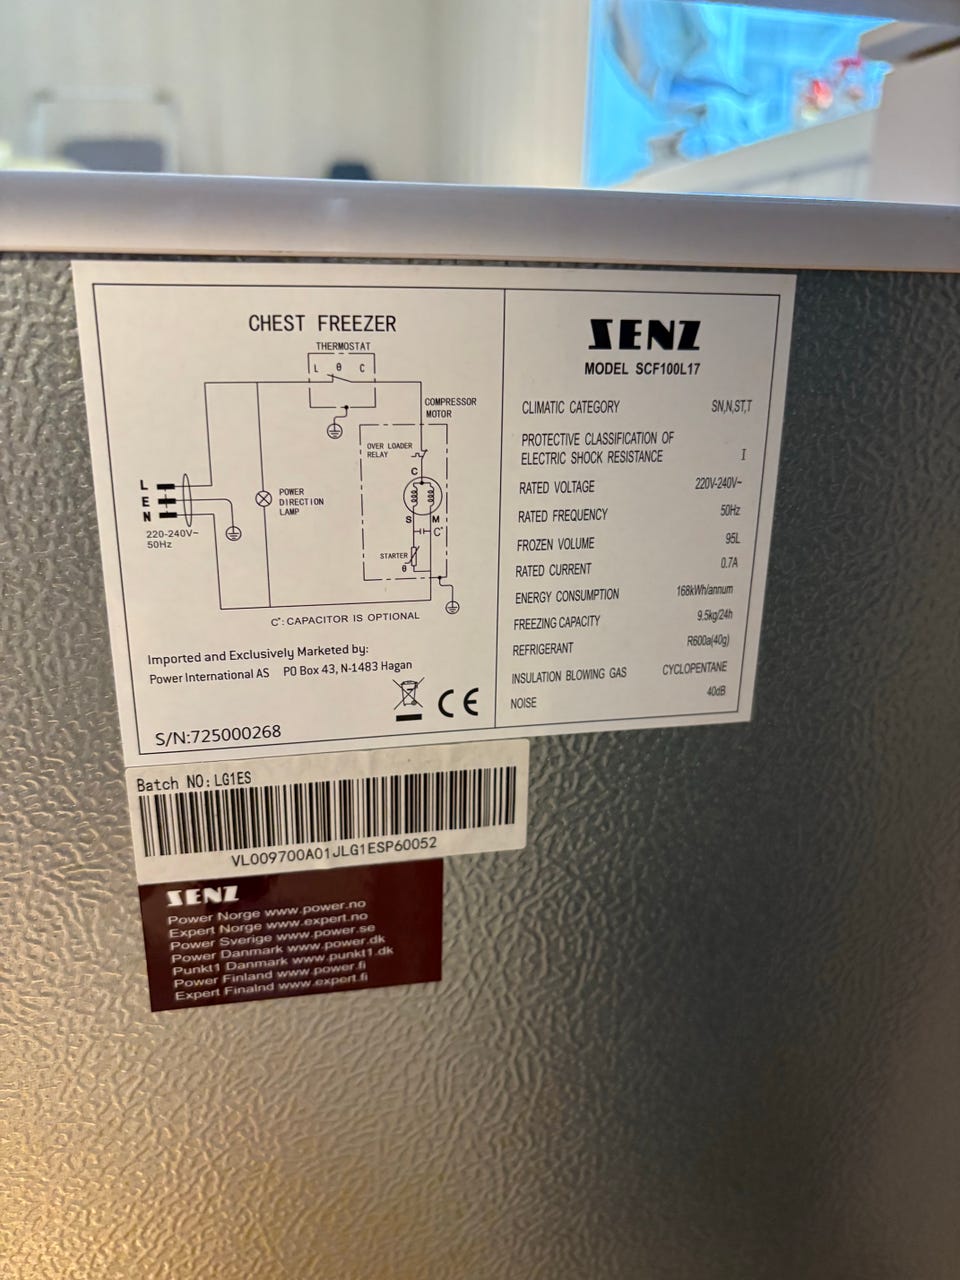 CHEST FREEZER
THERMOSTAT
L θ C
COMPRESSOR
MOTOR
OVER LOADER
RELAY
C
L
E
N
220-240V~
50Hz
POWER
DIRECTION
LAMP
S M
C*
STARTER
θ
C*: CAPACITOR IS OPTIONAL
Imported and Exclusively Marketed by:
Power International AS PO Box 43, N-1483 Hagan
CE
S/N:725000268
SENZ
MODEL SCF100L17
CLIMATIC CATEGORY SN,N,ST,T
PROTECTIVE CLASSIFICATION OF
ELECTRIC SHOCK RESISTANCE I
RATED VOLTAGE 220V-240V~
RATED FREQUENCY 50Hz
FROZEN VOLUME 95L
RATED CURRENT 0.7A
ENERGY CONSUMPTION 168kWh/annum
FREEZING CAPACITY 9.5kg/24h
REFRIGERANT R600a(40g)
INSULATION BLOWING GAS CYCLOPENTANE
NOISE 40dB
Batch NO: LG1ES
VL009700A01JLG1ESP60052
SENZ
Power Norge www.power.no
Expert Norge www.expert.no
Power Sverige www.power.se
Power Danmark www.power.dk
Punkt1 Danmark www.punkt1.dk
Power Finland www.power.fi
Expert Finalnd www.expert.fi